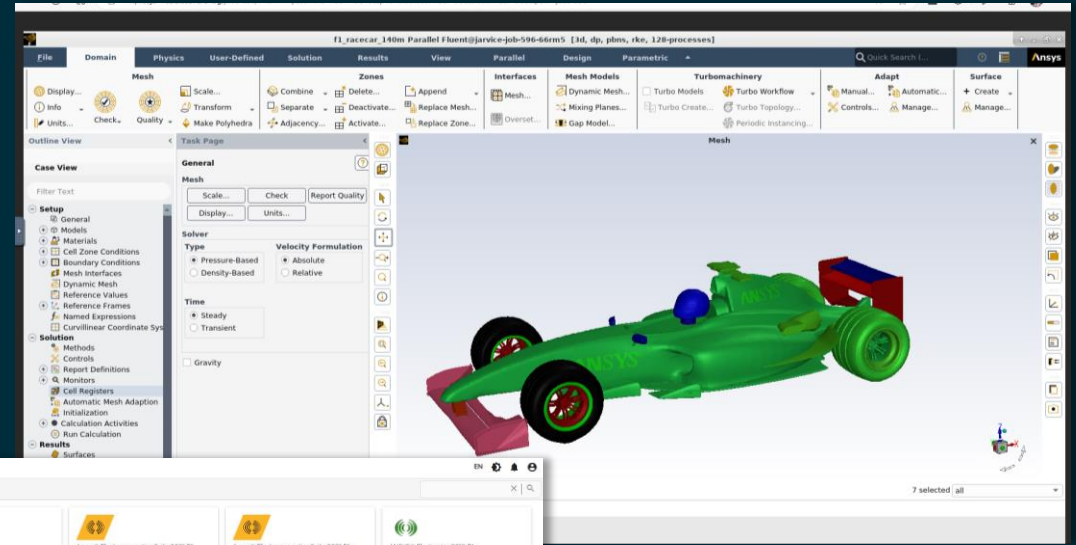 f1_racecar_140m Parallel Fluent@jarvice-job-596-66rm5 [3d, dp, pbns, rke, 128-processes]
File Domain Physics User-Defined Solution Results View Parallel Design Parametric Quick Search (... Ansys
Mesh Zones Interfaces Mesh Models Turbomachinery Adapt Surface
Display... Scale... Combine Delete... Append Mesh... Dynamic Mesh... Turbo Models Turbo Workflow Manual... Automatic... + Create
Info Check Quality Transform Separate Deactivate... Replace Mesh... Mixing Planes... Turbo Create... Turbo Topology... Controls... Manage... Manage...
Units... Make Polyhedra Adjacency... Activate... Replace Zone... Overset... Gap Model... Periodic Instancing...
Outline View
Task Page
Mesh
Case View
Filter Text
Setup
General
Models
Materials
Cell Zone Conditions
Boundary Conditions
Mesh Interfaces
Dynamic Mesh
Reference Values
Reference Frames
Named Expressions
Curvilinear Coordinate Sys
Solution
Methods
Controls
Report Definitions
Monitors
Cell Registers
Automatic Mesh Adaption
Initialization
Calculation Activities
Run Calculation
Results
Surfaces
General
Mesh
Scale... Check Report Quality
Display... Units...
Solver
Type Velocity Formulation
Pressure-Based Absolute
Density-Based Relative
Time
Steady
Transient
Gravity
ANSYS
ANSYS
7 selected all
EN